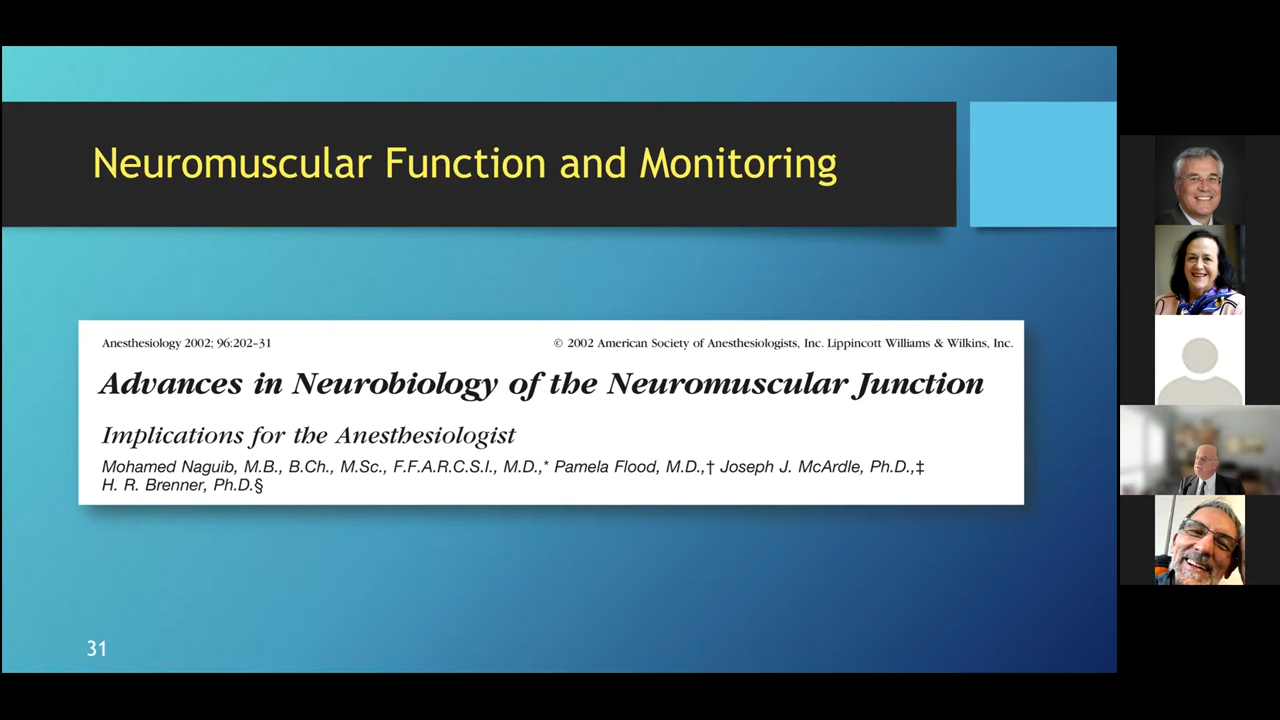 Neuromuscular Function and Monitoring
Anesthesiology 2002; 96:202–31
© 2002 American Society of Anesthesiologists, Inc. Lippincott Williams & Wilkins, Inc.
Advances in Neurobiology of the Neuromuscular Junction
Implications for the Anesthesiologist
Mohamed Naguib, M.B., B.Ch., M.Sc., F.F.A.R.C.S.I., M.D.,* Pamela Flood, M.D.,† Joseph J. McArdle, Ph.D.,‡
H. R. Brenner, Ph.D.§
31